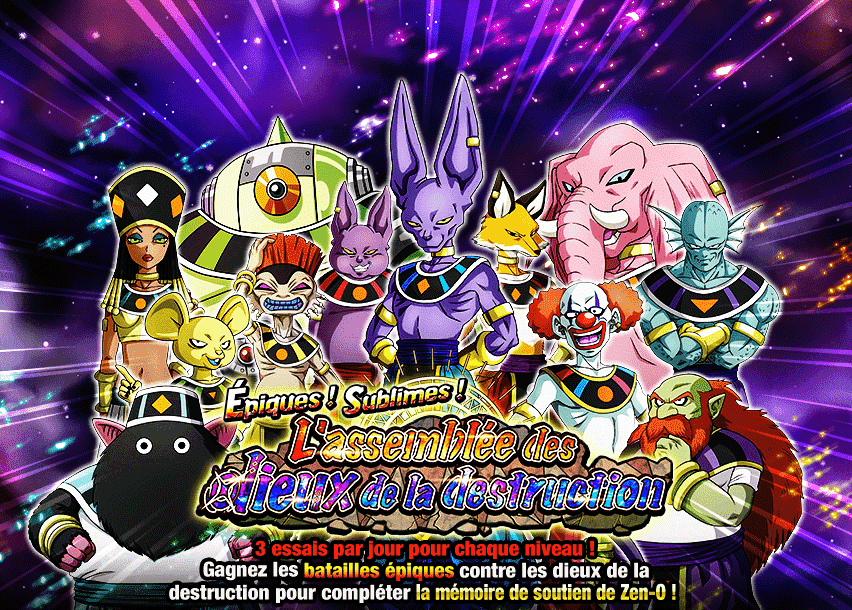 Épiques ! Sublimes !
L'assemblée des
dieux de la destruction
3 essais par jour pour chaque niveau !
Gagnez les batailles épiques contre les dieux de la
destruction pour compléter la mémoire de soutien de Zen-O !